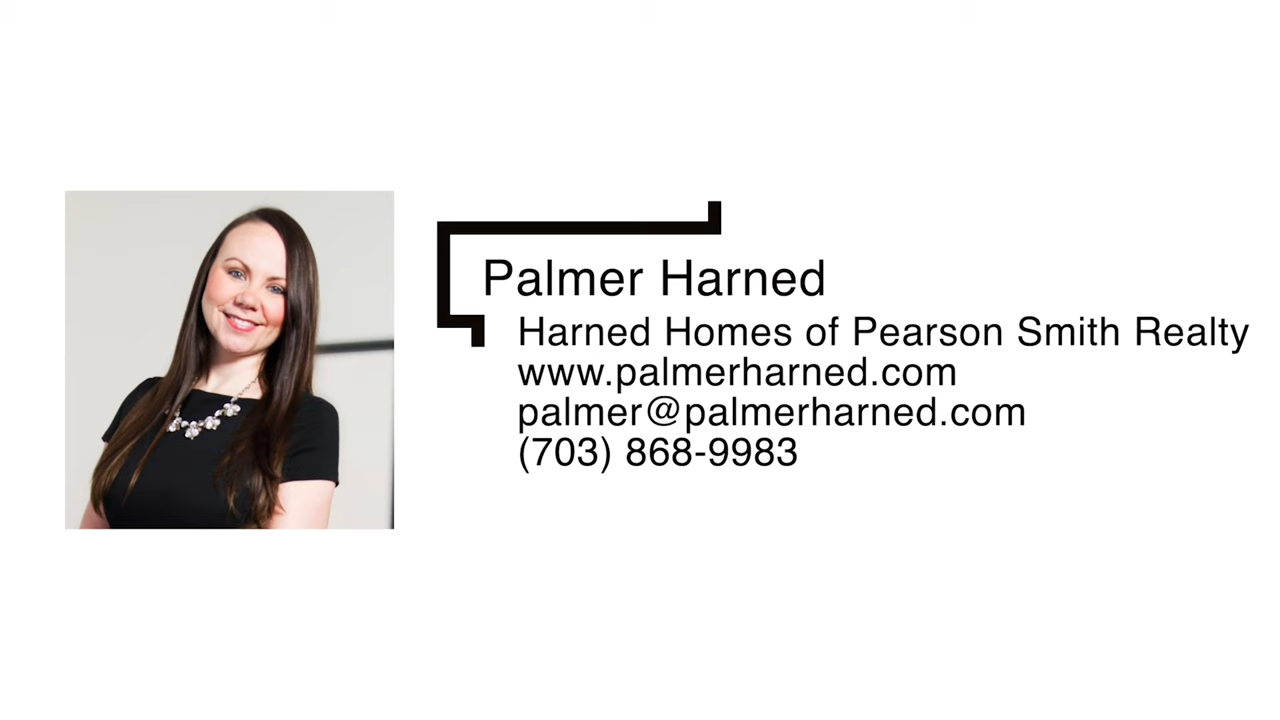 Palmer Harned
Harned Homes of Pearson Smith Realty
www.palmerharned.com
palmer@palmerharned.com
(703) 868-9983